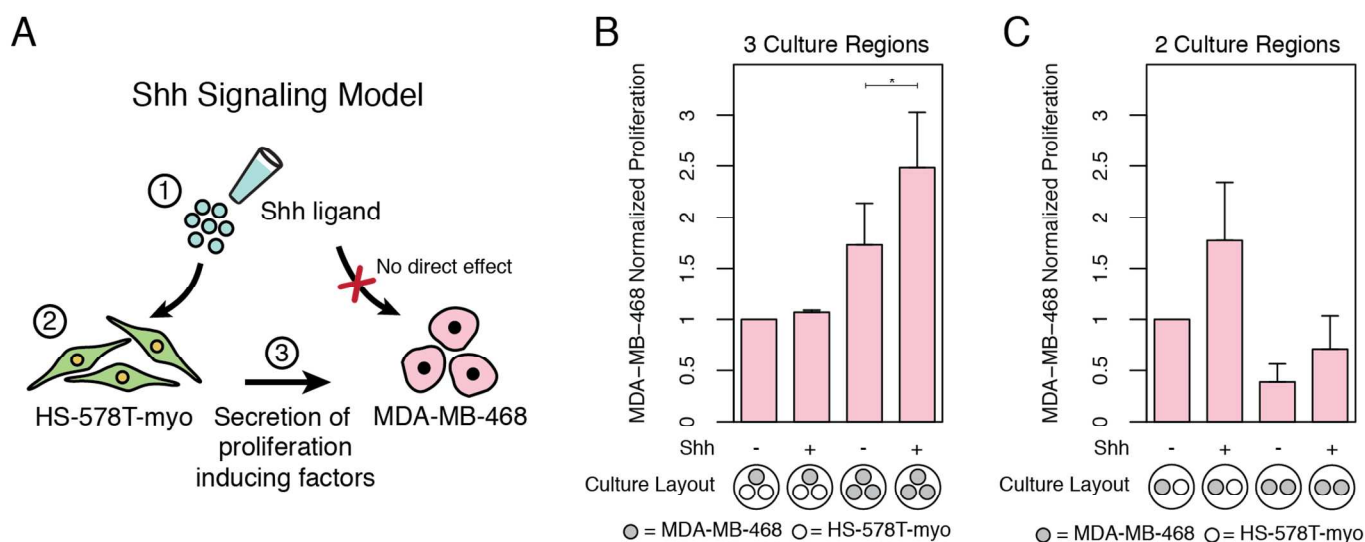 A
Shh Signaling Model
1
Shh ligand
No direct effect
2
3
HS-578T-myo
Secretion of
proliferation
inducing factors
MDA-MB-468
B
3 Culture Regions
MDA–MB–468 Normalized Proliferation
0
0.5
1
1.5
2
2.5
3
*
Shh - + - +
Culture Layout
= MDA-MB-468 = HS-578T-myo
C
2 Culture Regions
MDA–MB–468 Normalized Proliferation
0
0.5
1
1.5
2
2.5
3
Shh - + - +
Culture Layout
= MDA-MB-468 = HS-578T-myo